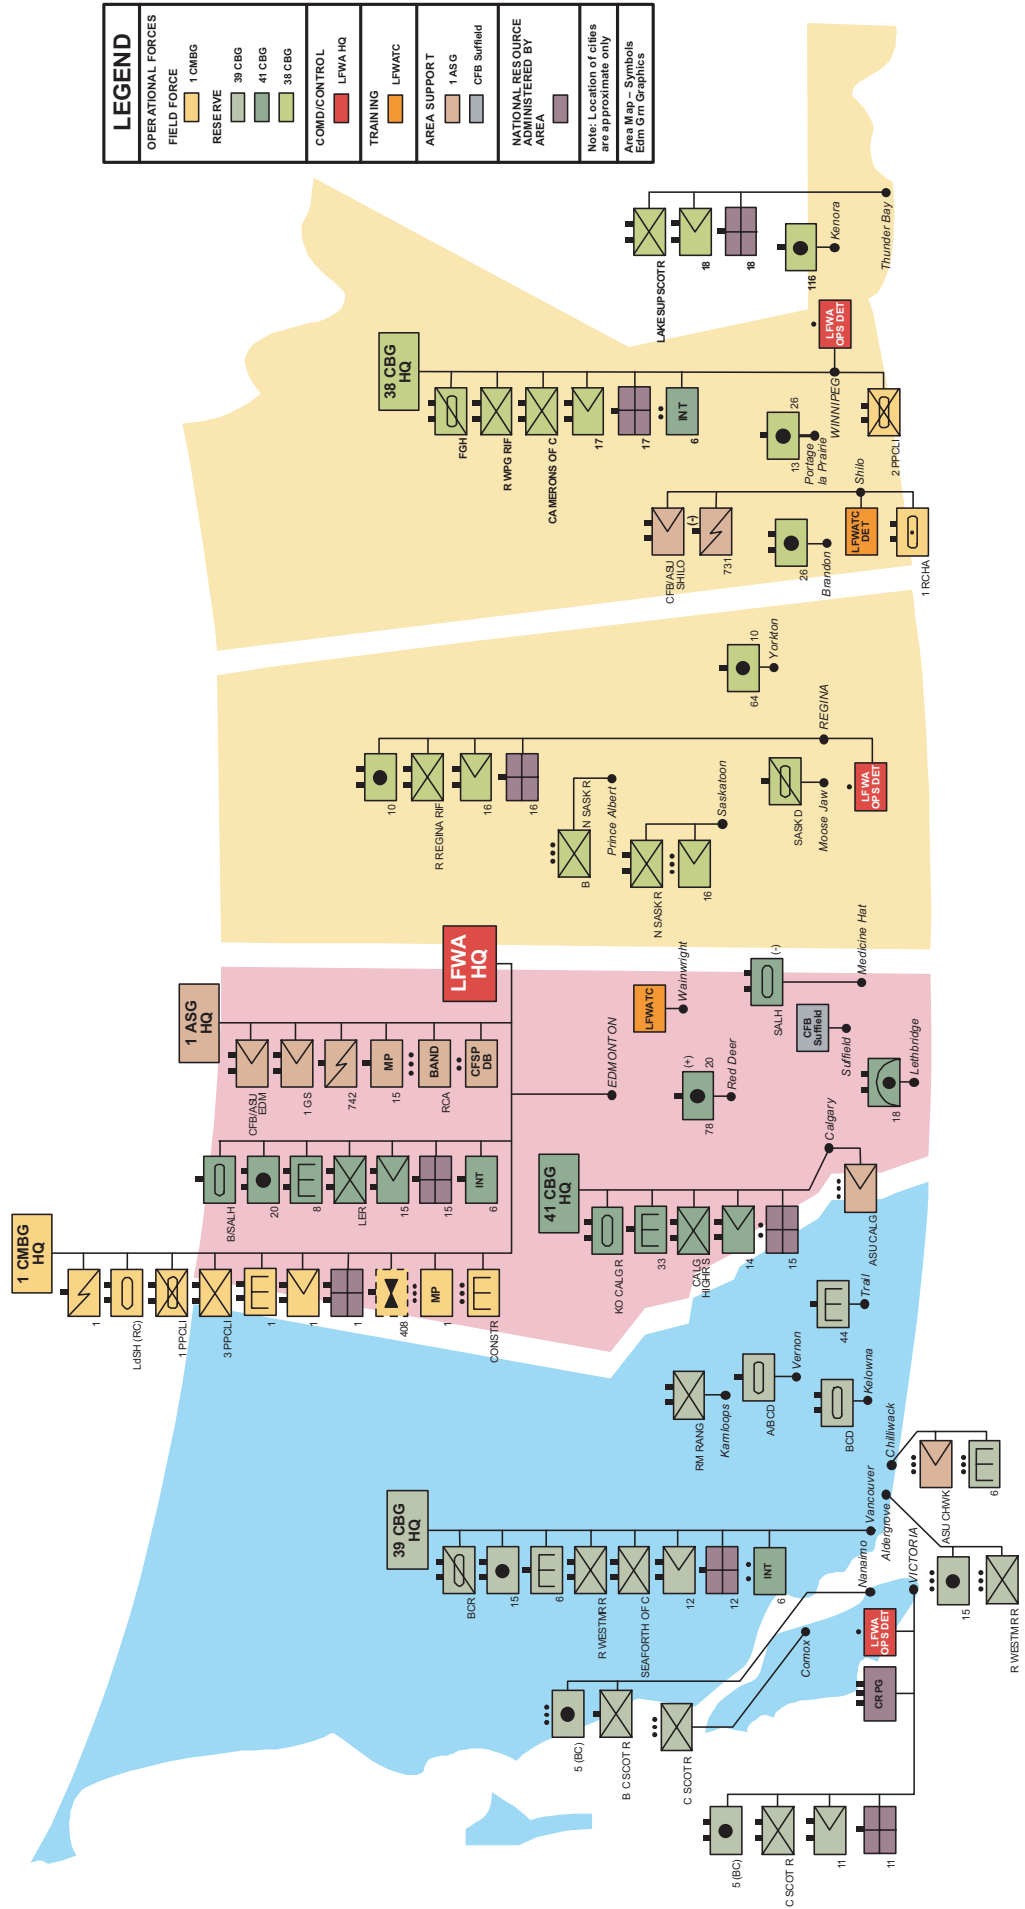 LEGEND
OPERATIONAL FORCES
FIELD FORCE
1 CMBG
RESERVE
39 CBG
41 CBG
38 CBG
COMD/CONTROL
LFWA HQ
TRAINING
LFWATC
AREA SUPPORT
1 ASG
CFB Suffield
NATIONAL RESOURCE
ADMINISTERED BY
AREA
Note: Location of cities
are approximate only
Area Map – Symbols
Edm Grn Graphics
1 CMBG
HQ
1
LdSH (RC)
1 PPCLI
3 PPCLI
1
1
1
408
MP
1
CONSTR
1 ASG
HQ
CFB/ASU
EDM
1 GS
742
MP
15
BAND
RCA
CFSP
DB
B/SALH
20
8
LER
15
15
INT
6
LFWA
HQ
EDMONTON
41 CBG
HQ
KO CALG R
33
CALG
HIGHRS
14
15
Calgary
ASU CALG
LFWATC
Wainwright
(+)
78
20
Red Deer
SALH
(-)
Medicine Hat
CFB
Suffield
Suffield
18
Lethbridge
39 CBG
HQ
BCR
15
6
R WESTMR R
SEAFORTH OF C
12
12
INT
6
Vancouver
RM RANG
Kamloops
A/BCD
Vernon
BCD
Kelowna
44
Trail
Chilliwack
ASU CHWK
6
Aldergrove
15
R WESTMR R
Nanaimo
5 (BC)
B C SCOT R
Comox
C SCOT R
VICTORIA
LFWA
OPS DET
CRPG
5 (BC)
C SCOT R
11
11
10
R REGINA RIF
16
16
REGINA
LFWA
OPS DET
B
N SASK R
Prince Albert
N SASK R
16
Saskatoon
SASK D
Moose Jaw
64
10
Yorkton
38 CBG
HQ
FGH
R WPG RIF
CAMERONS OF C
17
17
INT
6
WINNIPEG
LFWA
OPS DET
2 PPCLI
13
26
Portage
la Prairie
CFB/ASU
SHILO
(-)
731
Shilo
LFWATC
DET
1 RCHA
26
Brandon
LAKE SUP SCOT R
18
18
Thunder Bay
116
Kenora